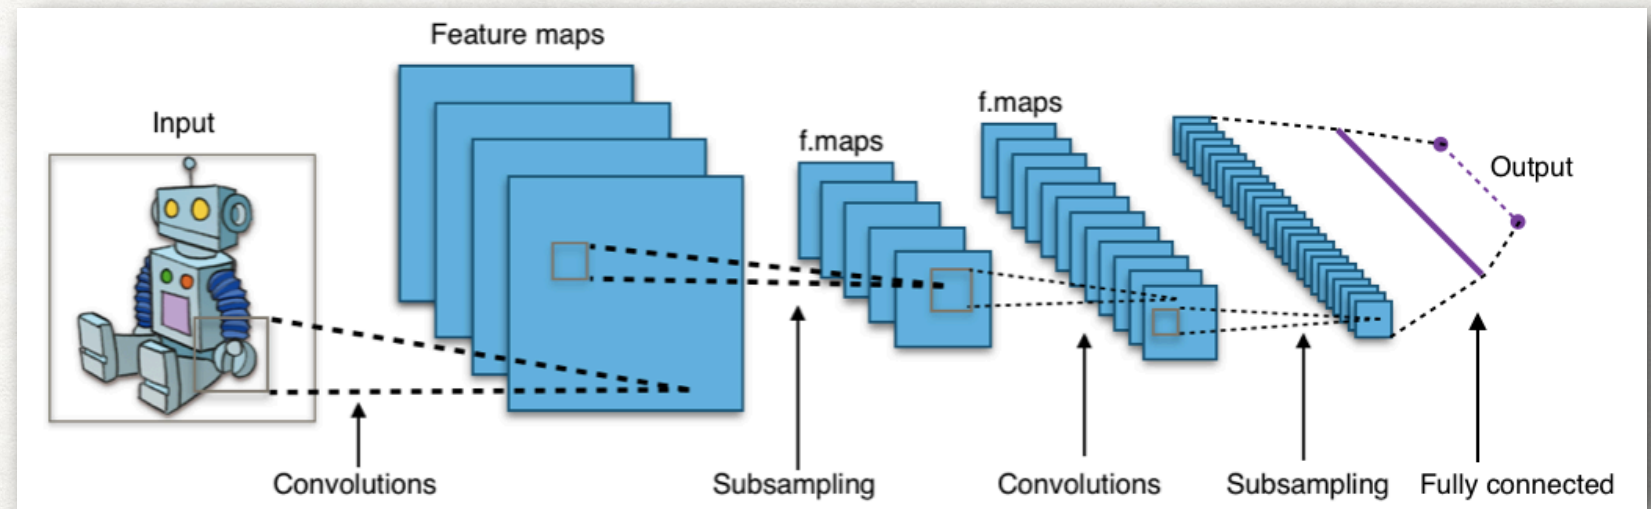 Feature maps
Input
f.maps
f.maps
Output
Convolutions
Subsampling
Convolutions
Subsampling
Fully connected